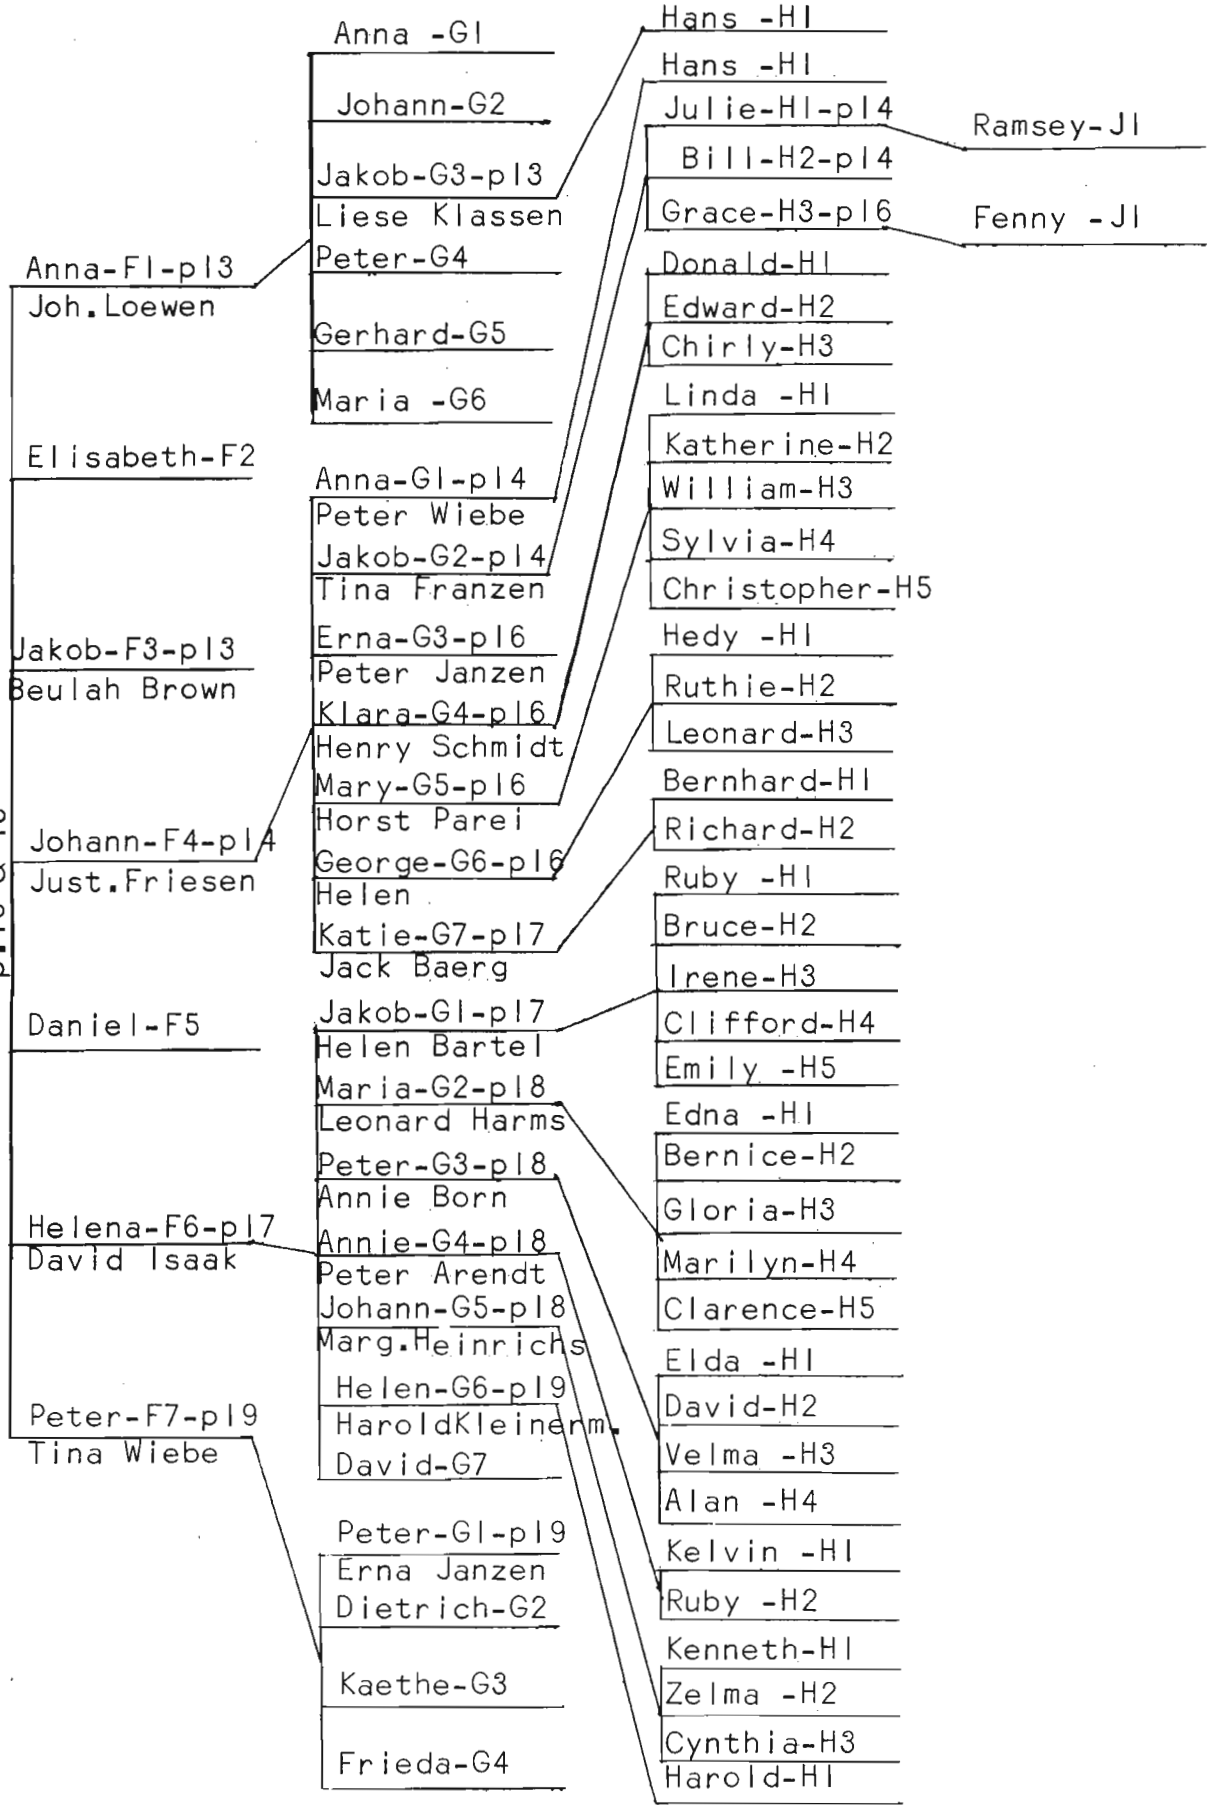 Anna-F1-p13
Joh.Loewen
Elisabeth-F2
Jakob-F3-p13
Beulah Brown
Johann-F4-p14
Just.Friesen
Daniel-F5
Helena-F6-p17
David Isaak
Peter-F7-p19
Tina Wiebe
Anna -G1
Johann-G2
Jakob-G3-p13
Liese Klassen
Peter-G4
Gerhard-G5
Maria -G6
Anna-G1-p14
Peter Wiebe
Jakob-G2-p14
Tina Franzen
Erna-G3-p16
Peter Janzen
Klara-G4-p16
Henry Schmidt
Mary-G5-p16
Horst Parei
George-G6-p16
Helen
Katie-G7-p17
Jack Baerg
Jakob-G1-p17
Helen Bartel
Maria-G2-p18
Leonard Harms
Peter-G3-p18
Annie Born
Annie-G4-p18
Peter Arendt
Johann-G5-p18
Marg.Heinrichs
Helen-G6-p19
HaroldKleinerm.
David-G7
Peter-G1-p19
Erna Janzen
Dietrich-G2
Kaethe-G3
Frieda-G4
Hans -H1
Hans -H1
Julie-H1-p14
Bill-H2-p14
Grace-H3-p16
Donald-H1
Edward-H2
Chirly-H3
Linda -H1
Katherine-H2
William-H3
Sylvia-H4
Christopher-H5
Hedy -H1
Ruthie-H2
Leonard-H3
Bernhard-H1
Richard-H2
Ruby -H1
Bruce-H2
Irene-H3
Clifford-H4
Emily -H5
Edna -H1
Bernice-H2
Gloria-H3
Marilyn-H4
Clarence-H5
Elda -H1
David-H2
Velma -H3
Alan -H4
Kelvin -H1
Ruby -H2
Kenneth-H1
Zelma -H2
Cynthia-H3
Harold-H1
Ramsey-J1
Fenny -J1